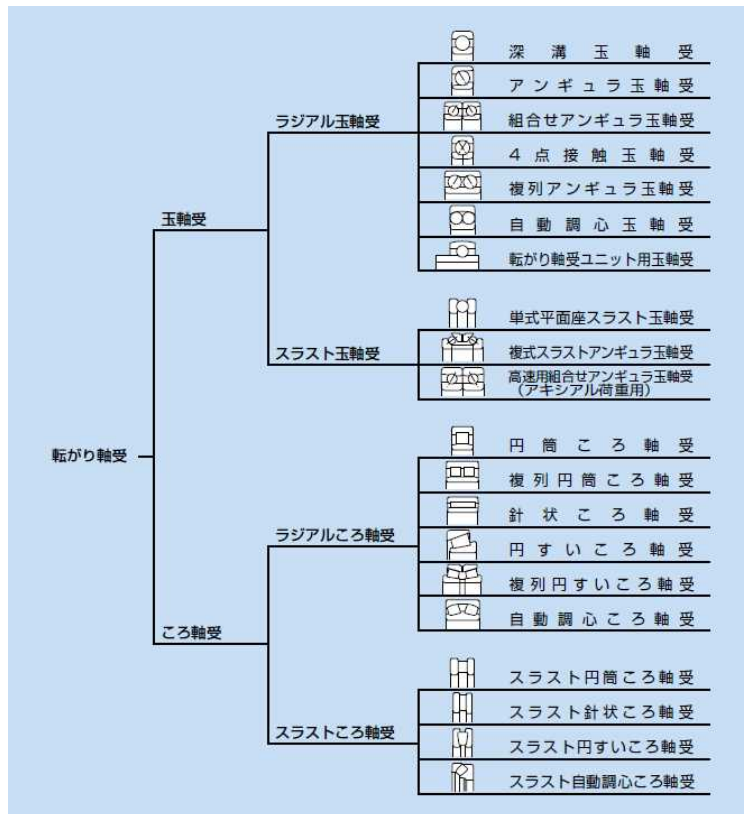 深溝玉軸受
アンギュラ玉軸受
ラジアル玉軸受
組合せアンギュラ玉軸受
4点接触玉軸受
複列アンギュラ玉軸受
玉軸受
自動調心玉軸受
転がり軸受ユニット用玉軸受
単式平面座スラスト玉軸受
スラスト玉軸受
複式スラストアンギュラ玉軸受
高速用組合せアンギュラ玉軸受
(アキシアル荷重用)
転がり軸受
円筒ころ軸受
複列円筒ころ軸受
針状ころ軸受
ラジアルころ軸受
円すいころ軸受
複列円すいころ軸受
ころ軸受
自動調心ころ軸受
スラスト円筒ころ軸受
スラスト針状ころ軸受
スラストころ軸受
スラスト円すいころ軸受
スラスト自動調心ころ軸受